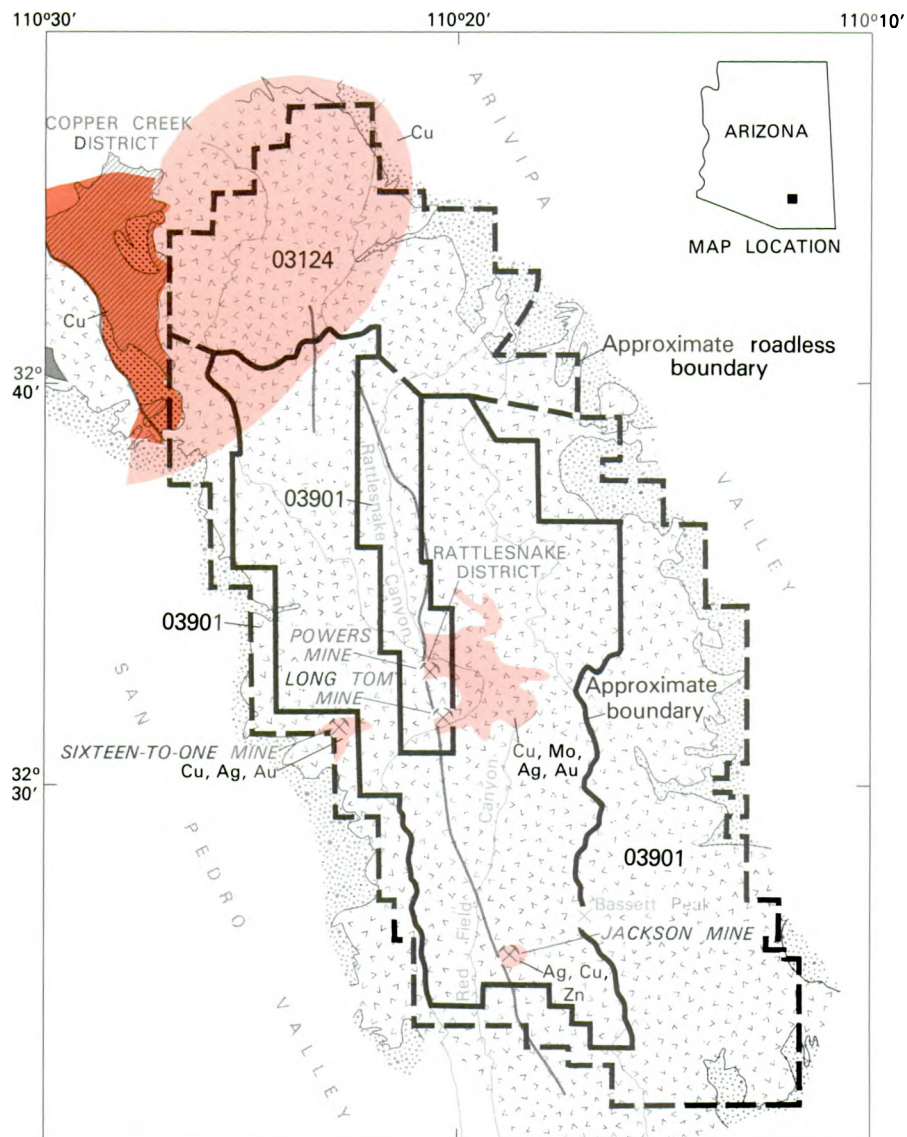 110°30'
110°20'
110°10'
ARIVIPA
VALLEY
COPPER CREEK
DISTRICT
Cu
ARIZONA
MAP LOCATION
03124
Cu
Approximate roadless
boundary
32°
40'
Rattlesnake
Canyon
03901
RATTLESNAKE
DISTRICT
03901
POWERS
MINE
LONG TOM
MINE
Approximate
boundary
SIXTEEN-TO-ONE MINE
Cu, Ag, Au
Cu, Mo,
Ag, Au
32°
30'
SAN PEDRO VALLEY
Red Field
Canyon
03901
Bassett Peak
JACKSON MINE
Ag, Cu,
Zn